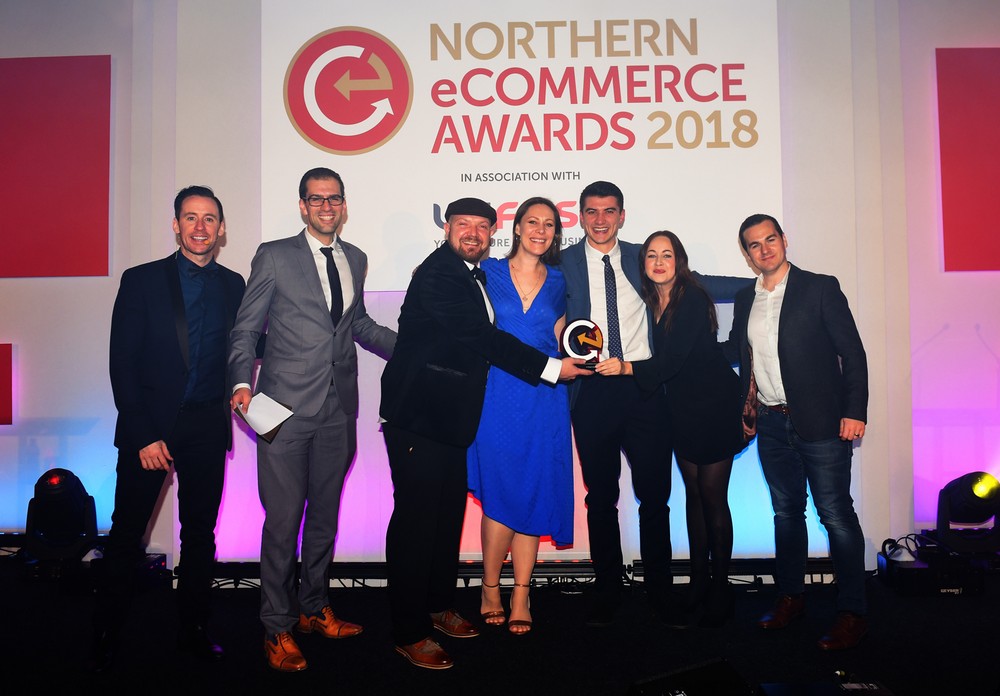 NORTHERN
eCOMMERCE
AWARDS 2018
IN ASSOCIATION WITH